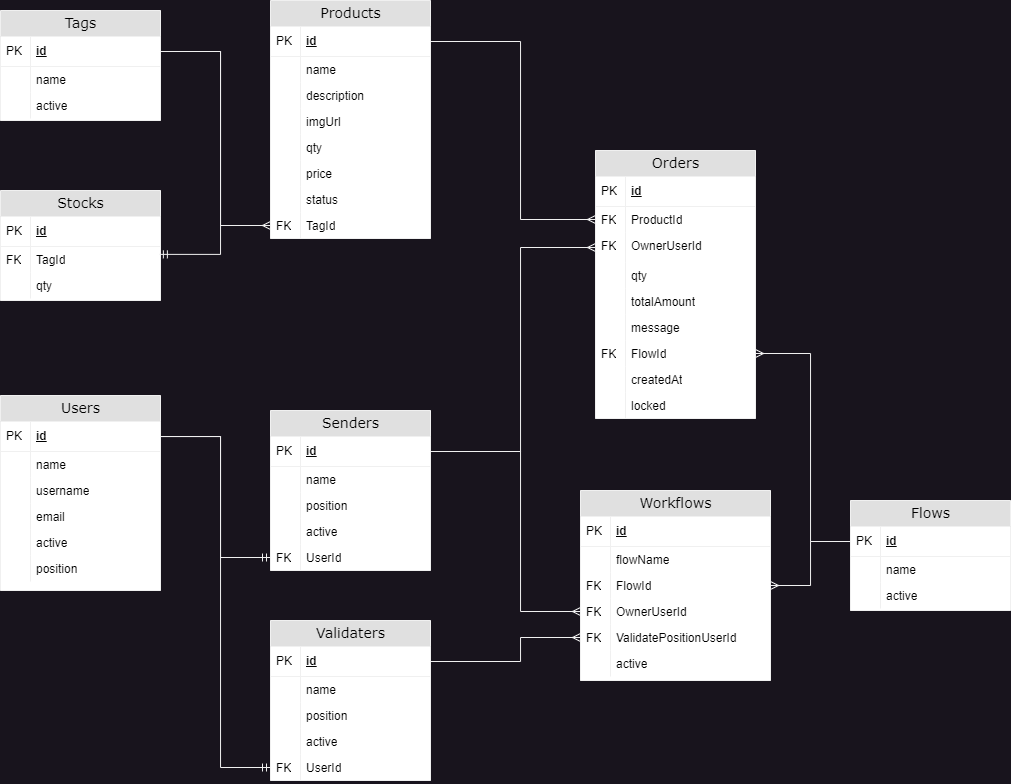 Tags
PK id
name
active
Products
PK id
name
description
imgUrl
qty
price
status
FK TagId
Stocks
PK id
FK TagId
qty
Orders
PK id
FK ProductId
FK OwnerUserId
qty
totalAmount
message
FK FlowId
createdAt
locked
Users
PK id
name
username
email
active
position
Senders
PK id
name
position
active
FK UserId
Workflows
PK id
flowName
FK FlowId
FK OwnerUserId
FK ValidatePositionUserId
active
Flows
PK id
name
active
Validaters
PK id
name
position
active
FK UserId